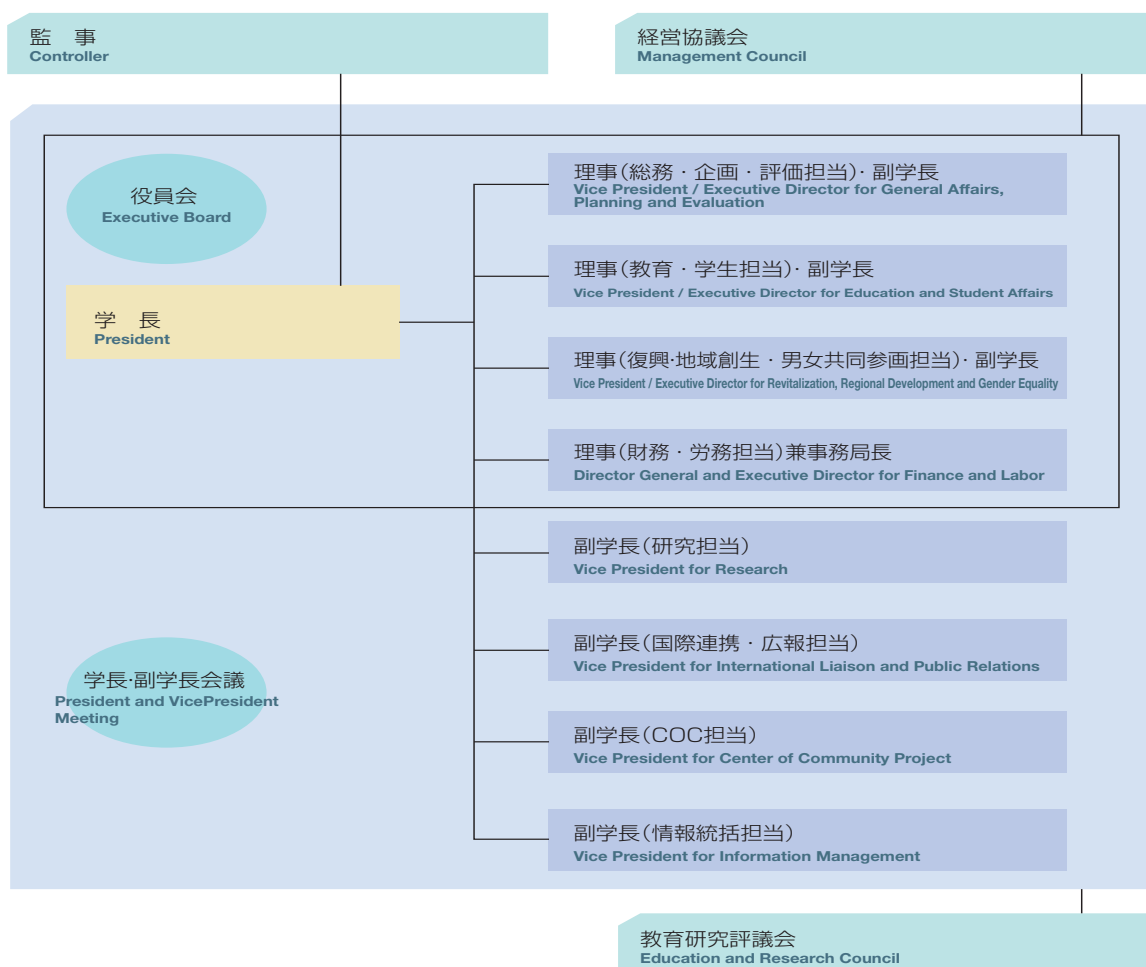 監 事
Controller
経営協議会
Management Council
役員会
Executive Board
学 長
President
理事(総務・企画・評価担当)・副学長
Vice President / Executive Director for General Affairs,
Planning and Evaluation
理事(教育・学生担当)・副学長
Vice President / Executive Director for Education and Student Affairs
理事(復興・地域創生・男女共同参画担当)・副学長
Vice President / Executive Director for Revitalization, Regional Development and Gender Equality
理事(財務・労務担当)兼事務局長
Director General and Executive Director for Finance and Labor
副学長(研究担当)
Vice President for Research
副学長(国際連携・広報担当)
Vice President for International Liaison and Public Relations
学長・副学長会議
President and VicePresident
Meeting
副学長(COC担当)
Vice President for Center of Community Project
副学長(情報統括担当)
Vice President for Information Management
教育研究評議会
Education and Research Council